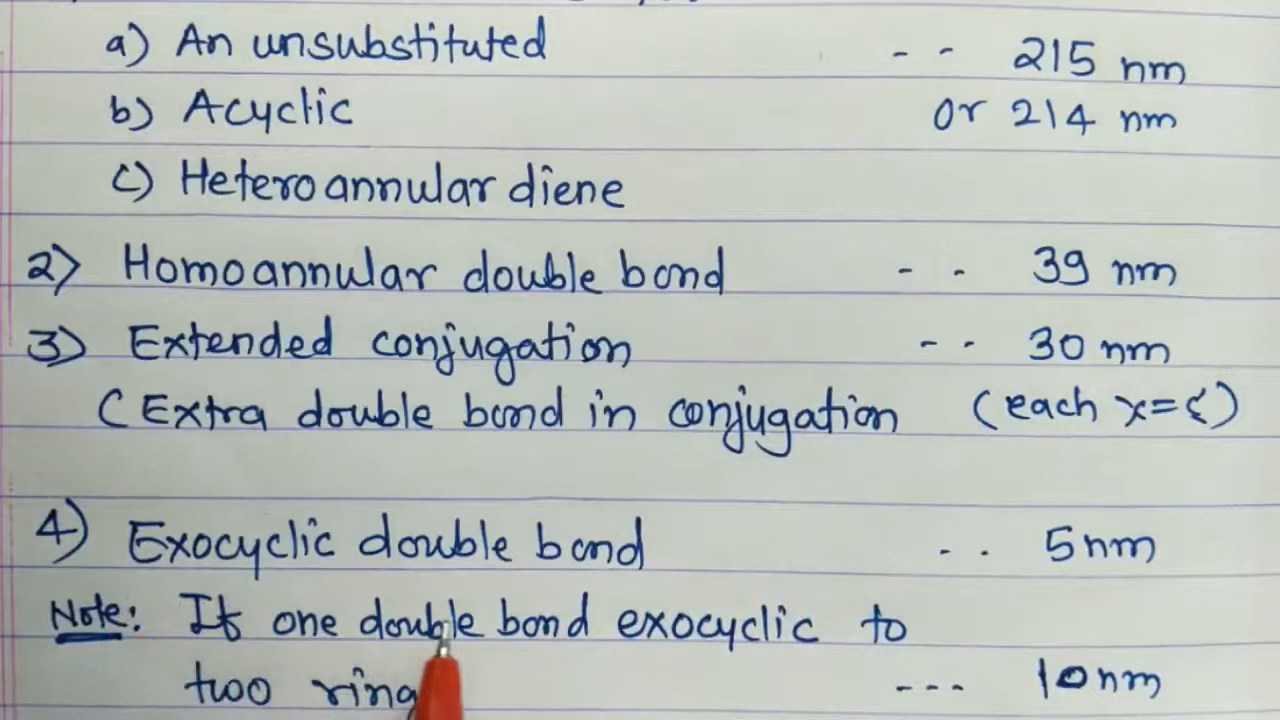 a) An unsubstituted -- 215 nm
b) Acyclic or 214 nm
c) Heteroannular diene
2) Homoannular double bond -- 39 nm
3) Extended conjugation -- 30 nm
(Extra double bond in conjugation (each
4) Exocyclic double bond .. 5nm
Note: If one double bond exocyclic to
two ring --- 10nm